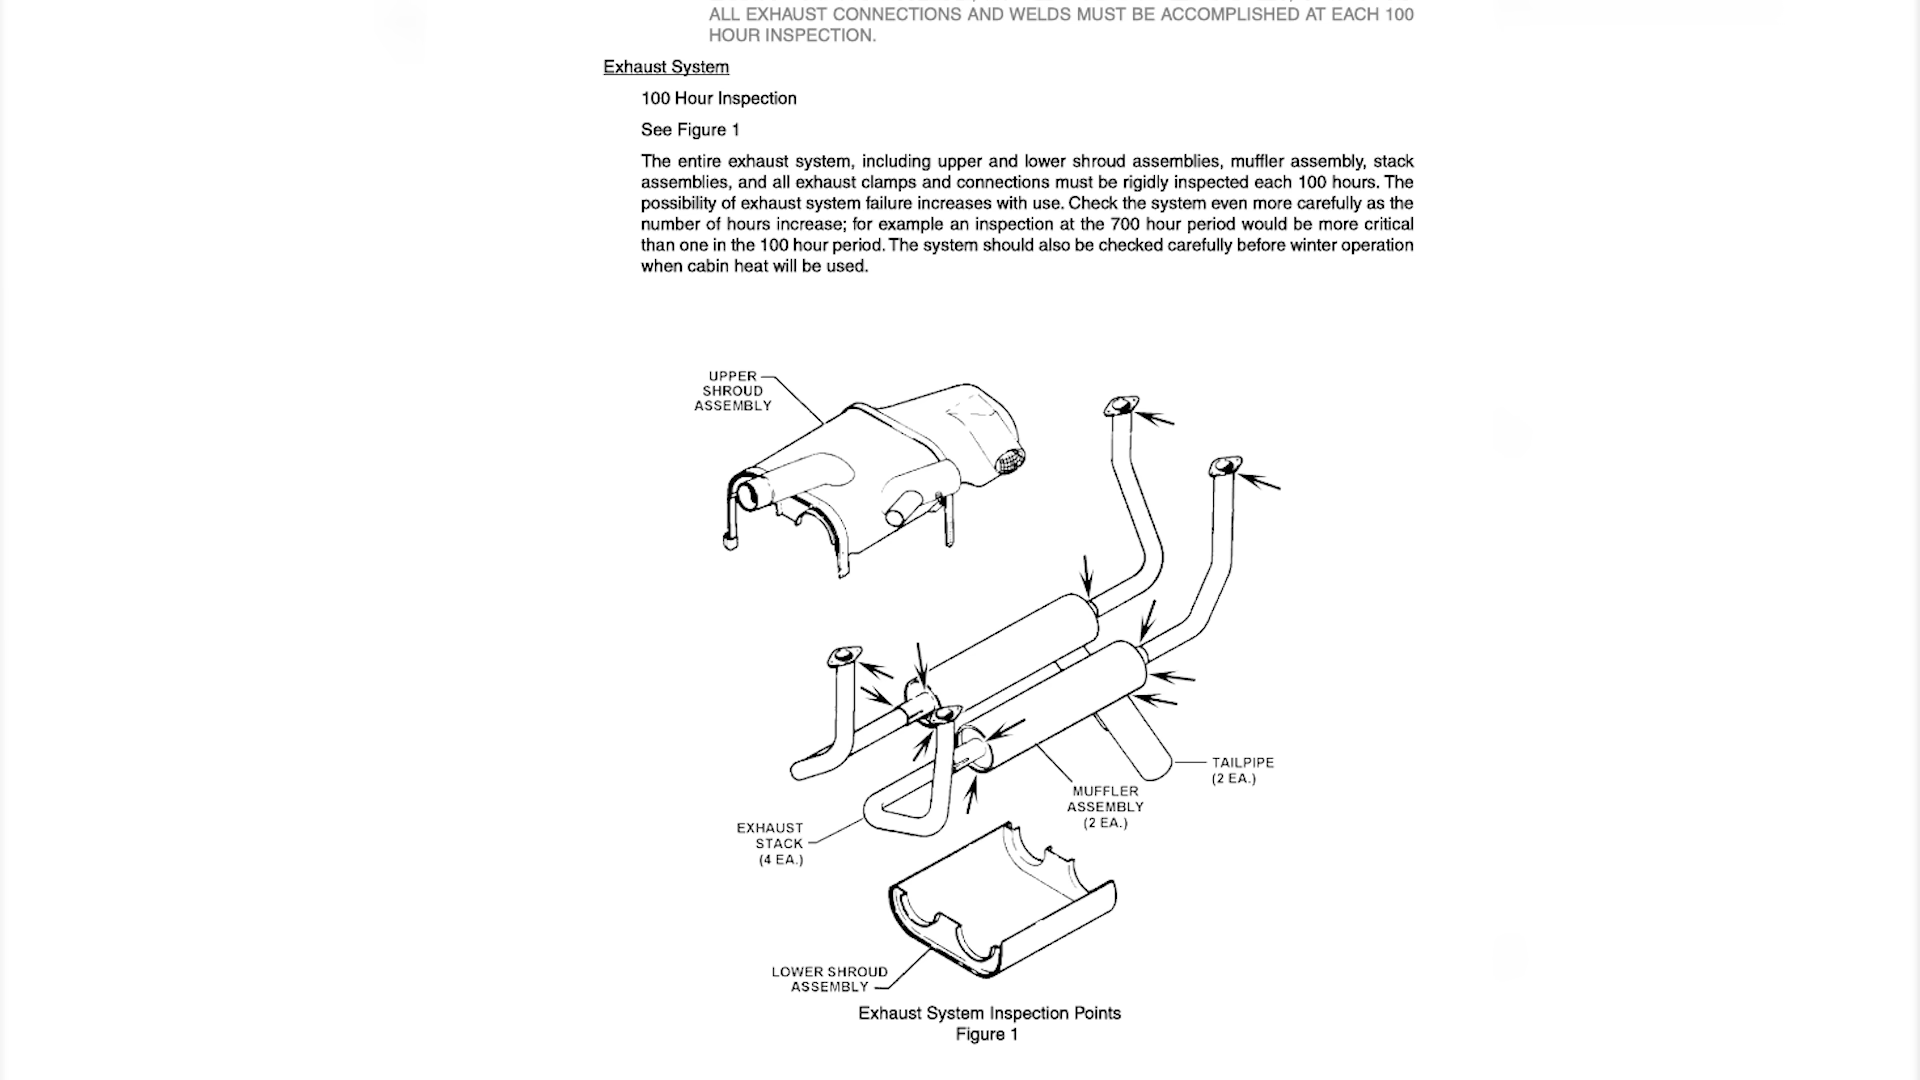 ALL EXHAUST CONNECTIONS AND WELDS MUST BE ACCOMPLISHED AT EACH 100
HOUR INSPECTION.
Exhaust System
100 Hour Inspection
See Figure 1
The entire exhaust system, including upper and lower shroud assemblies, muffler assembly, stack
assemblies, and all exhaust clamps and connections must be rigidly inspected each 100 hours. The
possibility of exhaust system failure increases with use. Check the system even more carefully as the
number of hours increase; for example an inspection at the 700 hour period would be more critical
than one in the 100 hour period. The system should also be checked carefully before winter operation
when cabin heat will be used.
UPPER
SHROUD
ASSEMBLY
TAILPIPE
(2 EA.)
MUFFLER
ASSEMBLY
(2 EA.)
EXHAUST
STACK
(4 EA.)
LOWER SHROUD
ASSEMBLY
Exhaust System Inspection Points
Figure 1